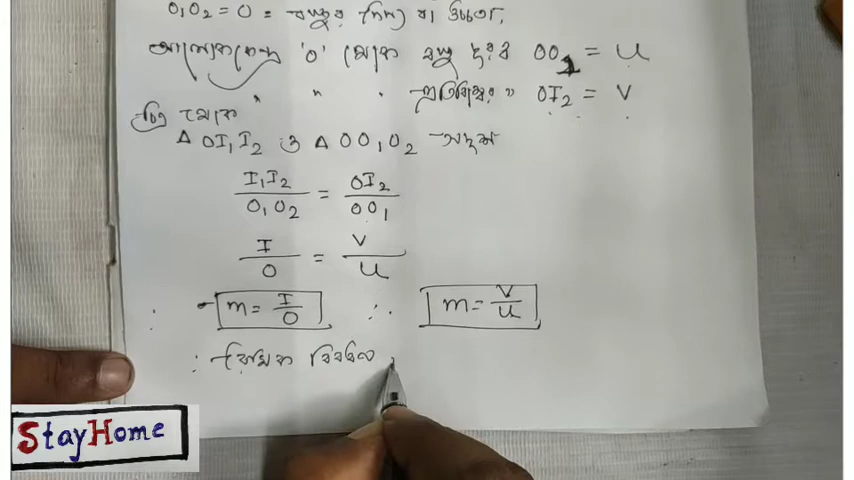 O₁O₂ = O = বস্তুর দৈর্ঘ্য বা উচ্চতা,
আলোককেন্দ্র 'O' থেকে বস্তু দূরত্ব OO₁ = u
" " " প্রতিবিম্বের " OI₂ = v
চিত্র থেকে
Δ OI₁I₂ ও Δ OO₁O₂ সদৃশ
I₁I₂/O₁O₂ = OI₂/OO₁
I/O = v/u
∴ m = I/O ∴ m = v/u
∴ রৈখিক বিবর্ধন
StayHome